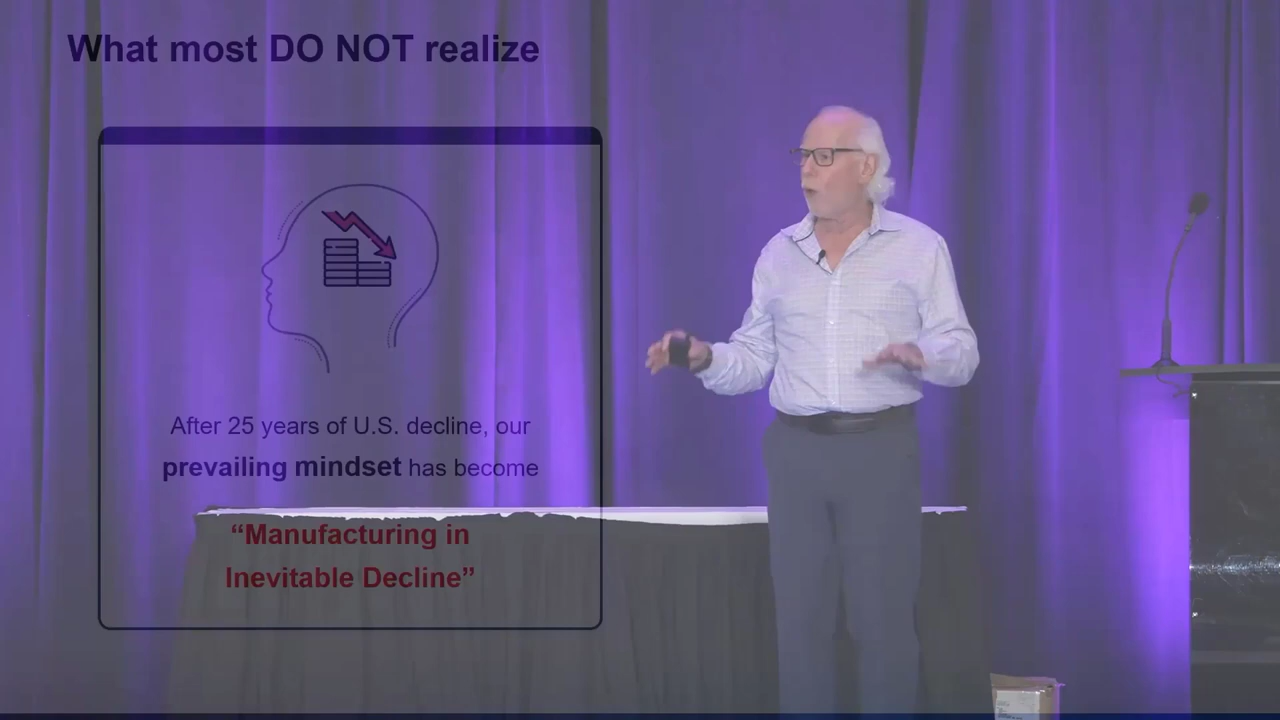 What most DO NOT realize
After 25 years of U.S. decline, our
prevailing mindset has become
“Manufacturing in
Inevitable Decline”